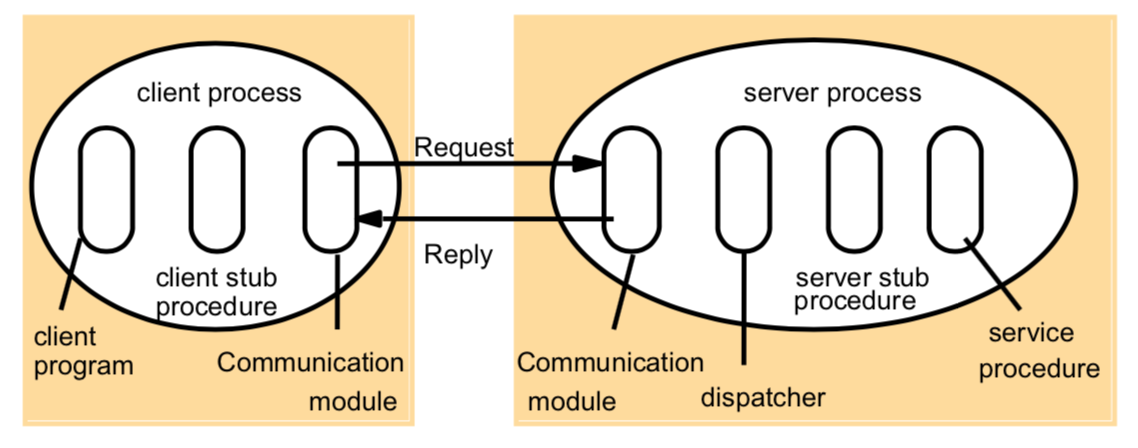 client process
server process
Request
Reply
client stub
procedure
server stub
procedure
client
program
Communication
module
Communication
module
dispatcher
service
procedure